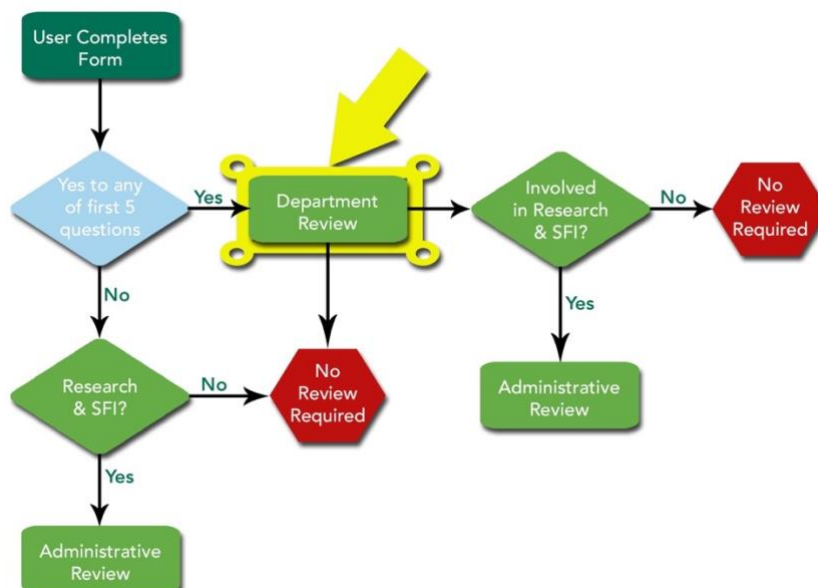 User Completes
Form
Yes to any
of first 5
questions
Yes
Department
Review
Involved
in Research
& SFI?
No
No
Review
Required
No
Yes
Research
& SFI?
No
No
Review
Required
Administrative
Review
Yes
Administrative
Review